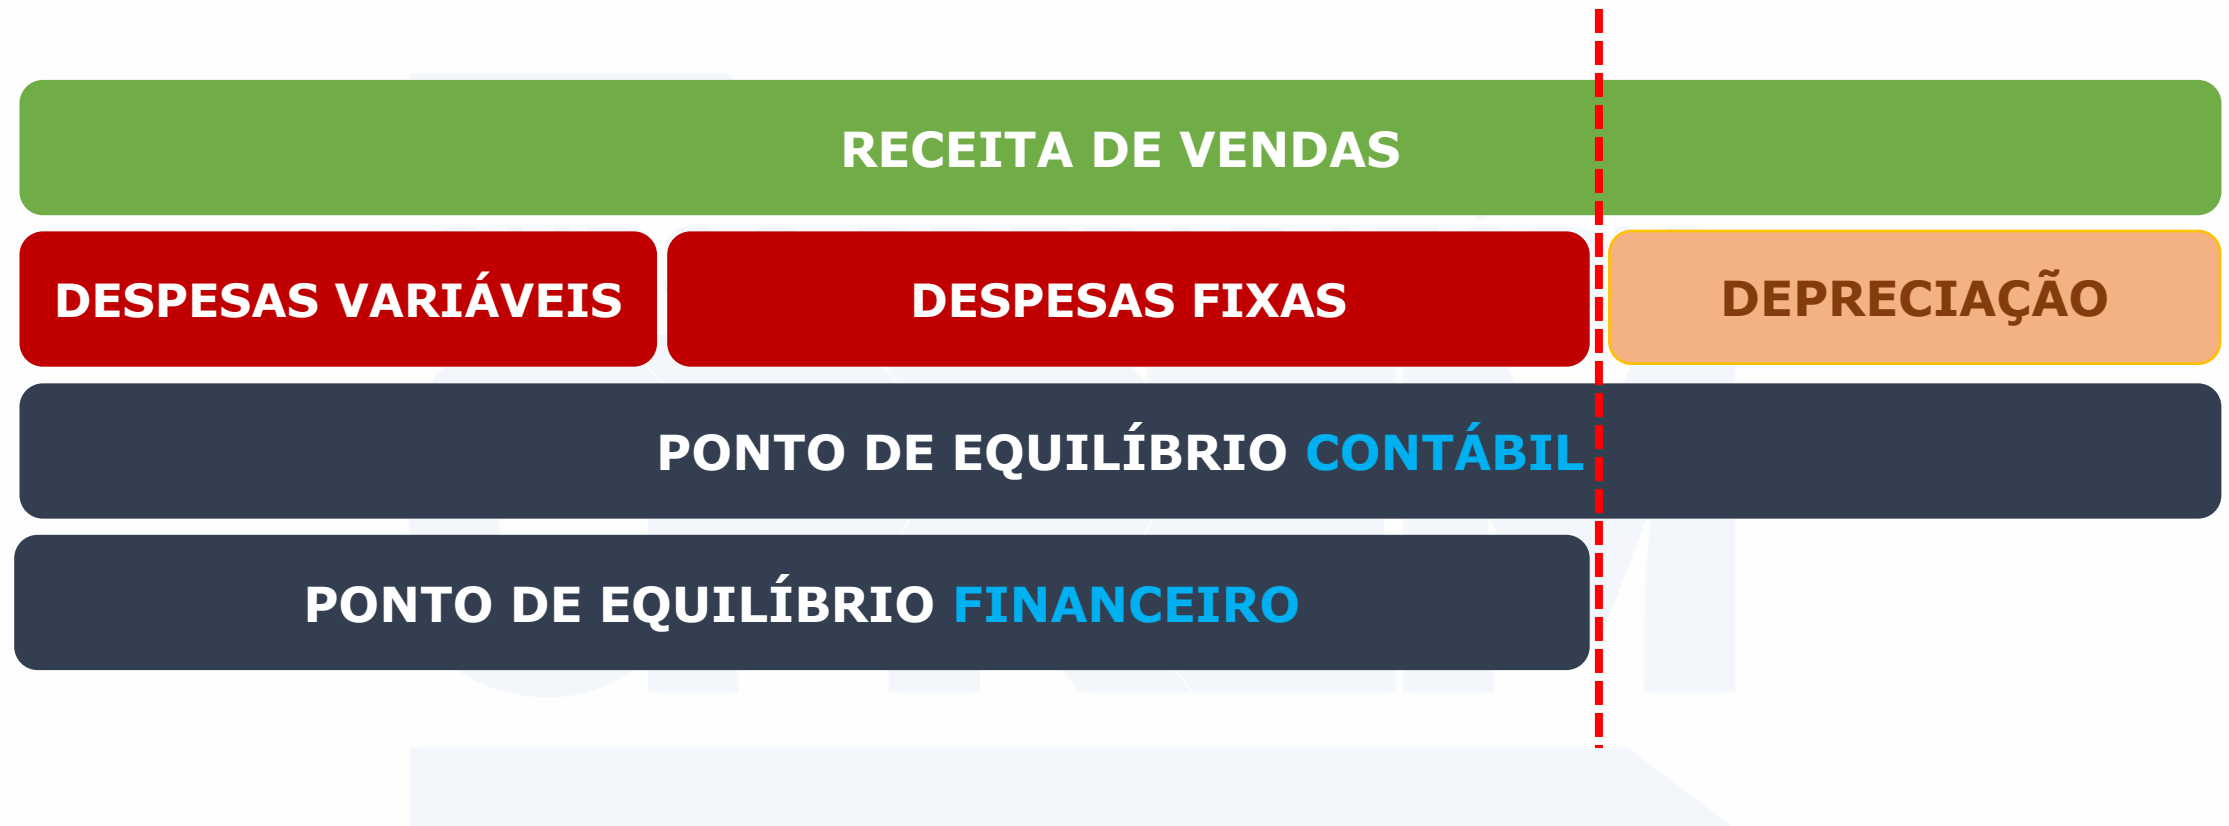 RECEITA DE VENDAS
DESPESAS VARIÁVEIS DESPESAS FIXAS DEPRECIAÇÃO
PONTO DE EQUILÍBRIO CONTÁBIL
PONTO DE EQUILÍBRIO FINANCEIRO